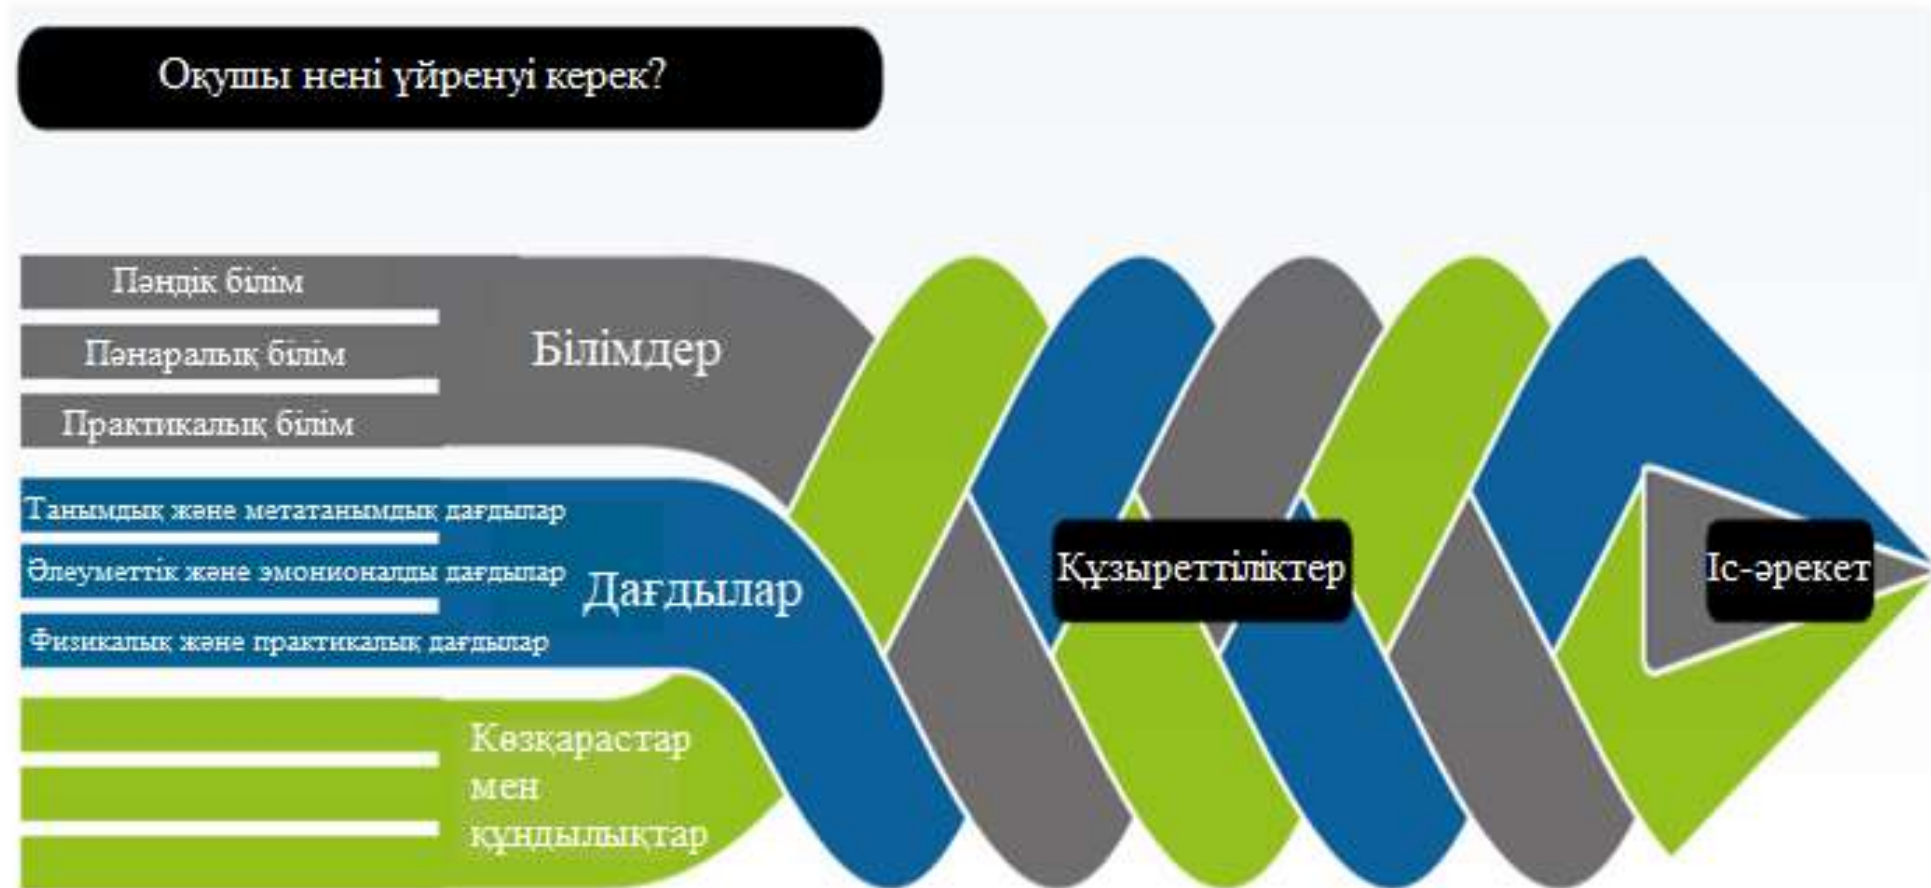 Оқушы нені үйренуі керек?
Пәндік білім
Пәнаралық білім
Практикалық білім
Білімдер
Танымдық және метатанымдық дағдылар
Әлеуметтік және эмонионалды дағдылар
Физикалық және практикалық дағдылар
Дағдылар
Көзқарастар
мен
құндылықтар
Құзыреттіліктер
Іс-әрекет